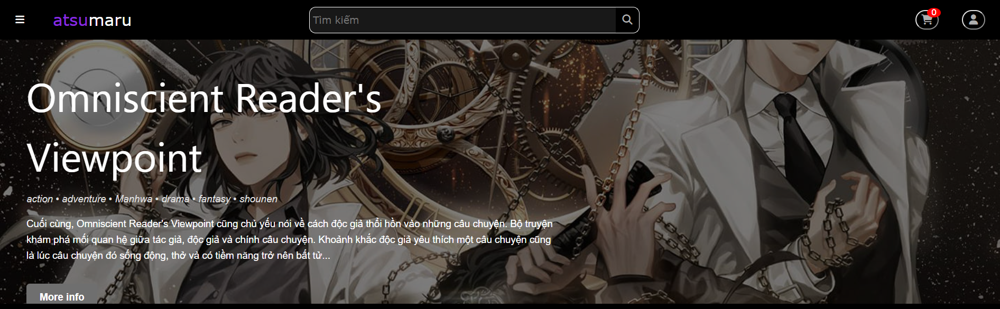 atsumaru
Tìm kiếm
0
Omniscient Reader's
Viewpoint
action • adventure • Manhwa • drama • fantasy • shounen
Cuối cùng, Omniscient Reader's Viewpoint cũng chủ yếu nói về cách độc giả thổi hồn vào những câu chuyện. Bộ truyện
khám phá mối quan hệ giữa tác giả, độc giả và chính câu chuyện. Khoảnh khắc độc giả yêu thích một câu chuyện cũng
là lúc câu chuyện đó sống động, thở và có tiềm năng trở nên bất tử...
More info